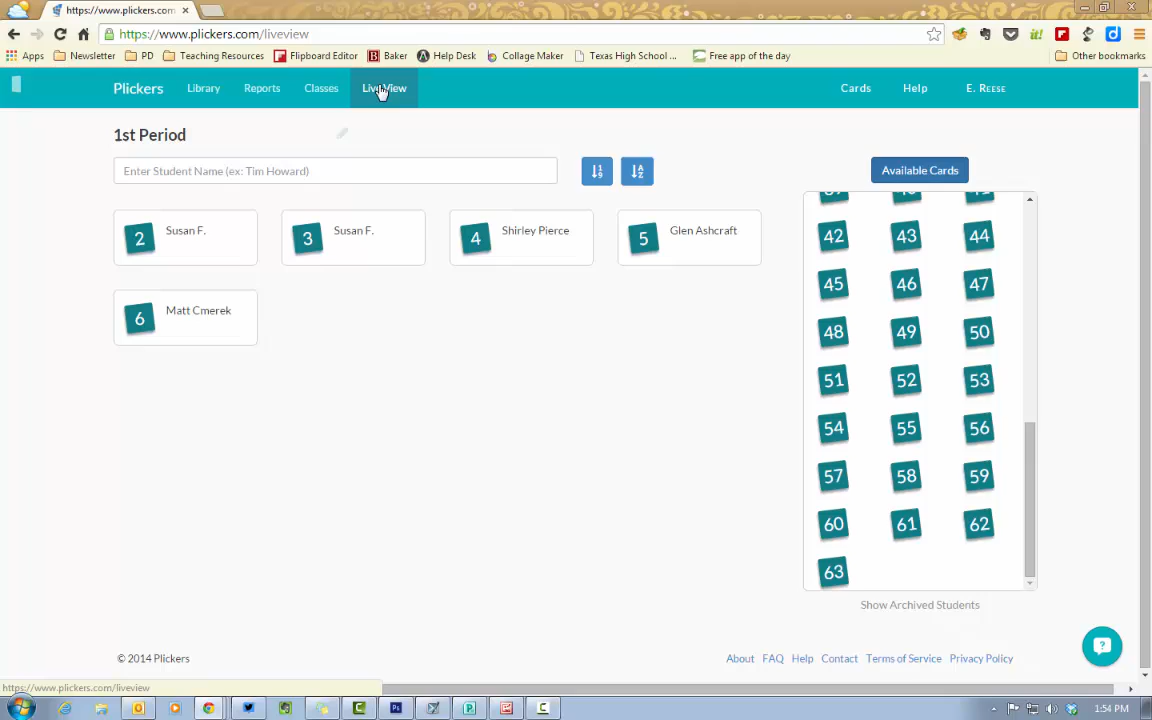 https://www.plickers.com
https://www.plickers.com/liveview
Apps Newsletter PD Teaching Resources Flipboard Editor Baker Help Desk Collage Maker Texas High School ... Free app of the day Other bookmarks
Plickers Library Reports Classes Live View Cards Help E. REESE
1st Period
Enter Student Name (ex: Tim Howard)
Available Cards
2 Susan F.
3 Susan F.
4 Shirley Pierce
5 Glen Ashcraft
6 Matt Cmerek
42 43 44
45 46 47
48 49 50
51 52 53
54 55 56
57 58 59
60 61 62
63
Show Archived Students
© 2014 Plickers
About FAQ Help Contact Terms of Service Privacy Policy
https://www.plickers.com/liveview
1:54 PM